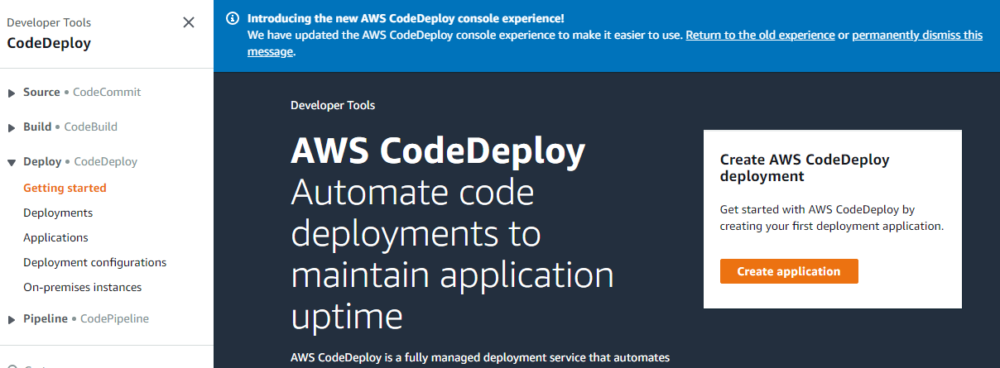 Developer Tools
CodeDeploy
Source • CodeCommit
Build • CodeBuild
Deploy • CodeDeploy
Getting started
Deployments
Applications
Deployment configurations
On-premises instances
Pipeline • CodePipeline
Introducing the new AWS CodeDeploy console experience!
We have updated the AWS CodeDeploy console experience to make it easier to use. Return to the old experience or permanently dismiss this
message.
Developer Tools
AWS CodeDeploy
Automate code
deployments to
maintain application
uptime
AWS CodeDeploy is a fully managed deployment service that automates
Create AWS CodeDeploy
deployment
Get started with AWS CodeDeploy by
creating your first deployment application.
Create application